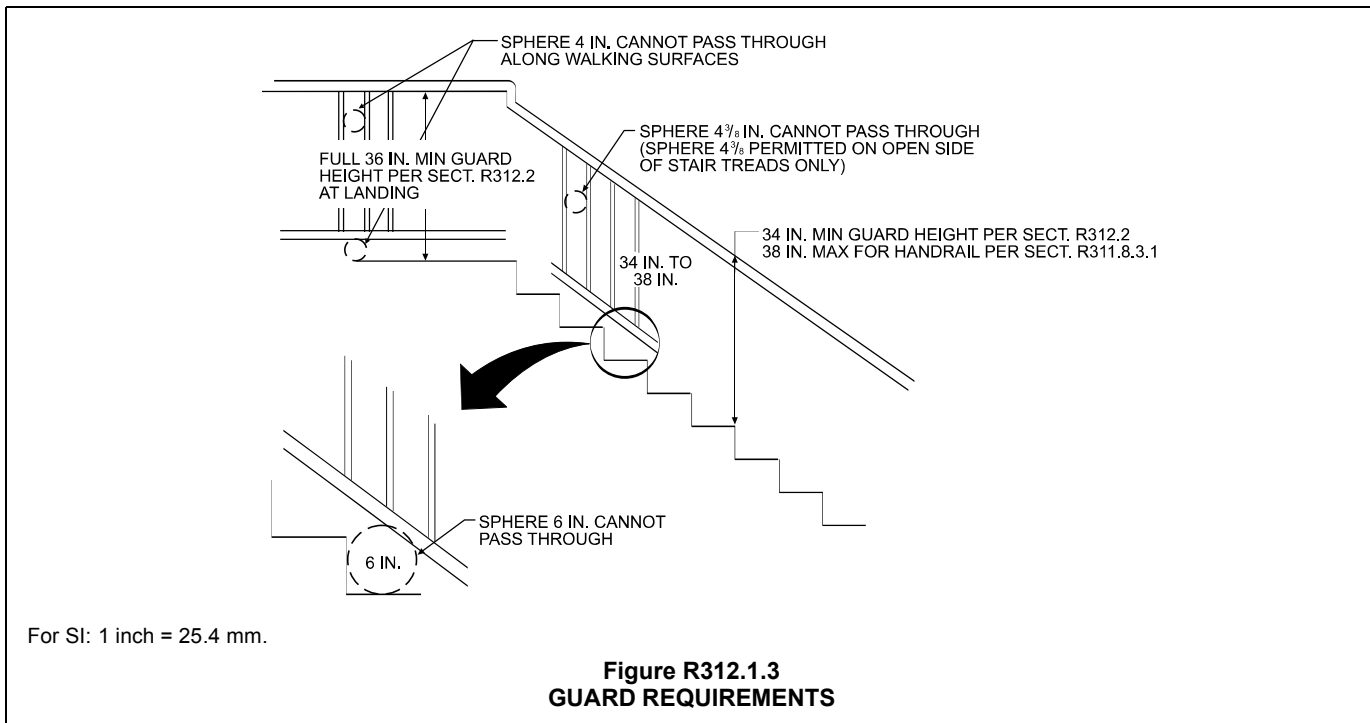 SPHERE 4 IN. CANNOT PASS THROUGH
ALONG WALKING SURFACES
SPHERE 4 3/8 IN. CANNOT PASS THROUGH
(SPHERE 4 3/8 PERMITTED ON OPEN SIDE
OF STAIR TREADS ONLY)
FULL 36 IN. MIN GUARD
HEIGHT PER SECT. R312.2
AT LANDING
34 IN. MIN GUARD HEIGHT PER SECT. R312.2
38 IN. MAX FOR HANDRAIL PER SECT. R311.8.3.1
34 IN. TO
38 IN.
SPHERE 6 IN. CANNOT
PASS THROUGH
6 IN.
For SI: 1 inch = 25.4 mm.
Figure R312.1.3
GUARD REQUIREMENTS